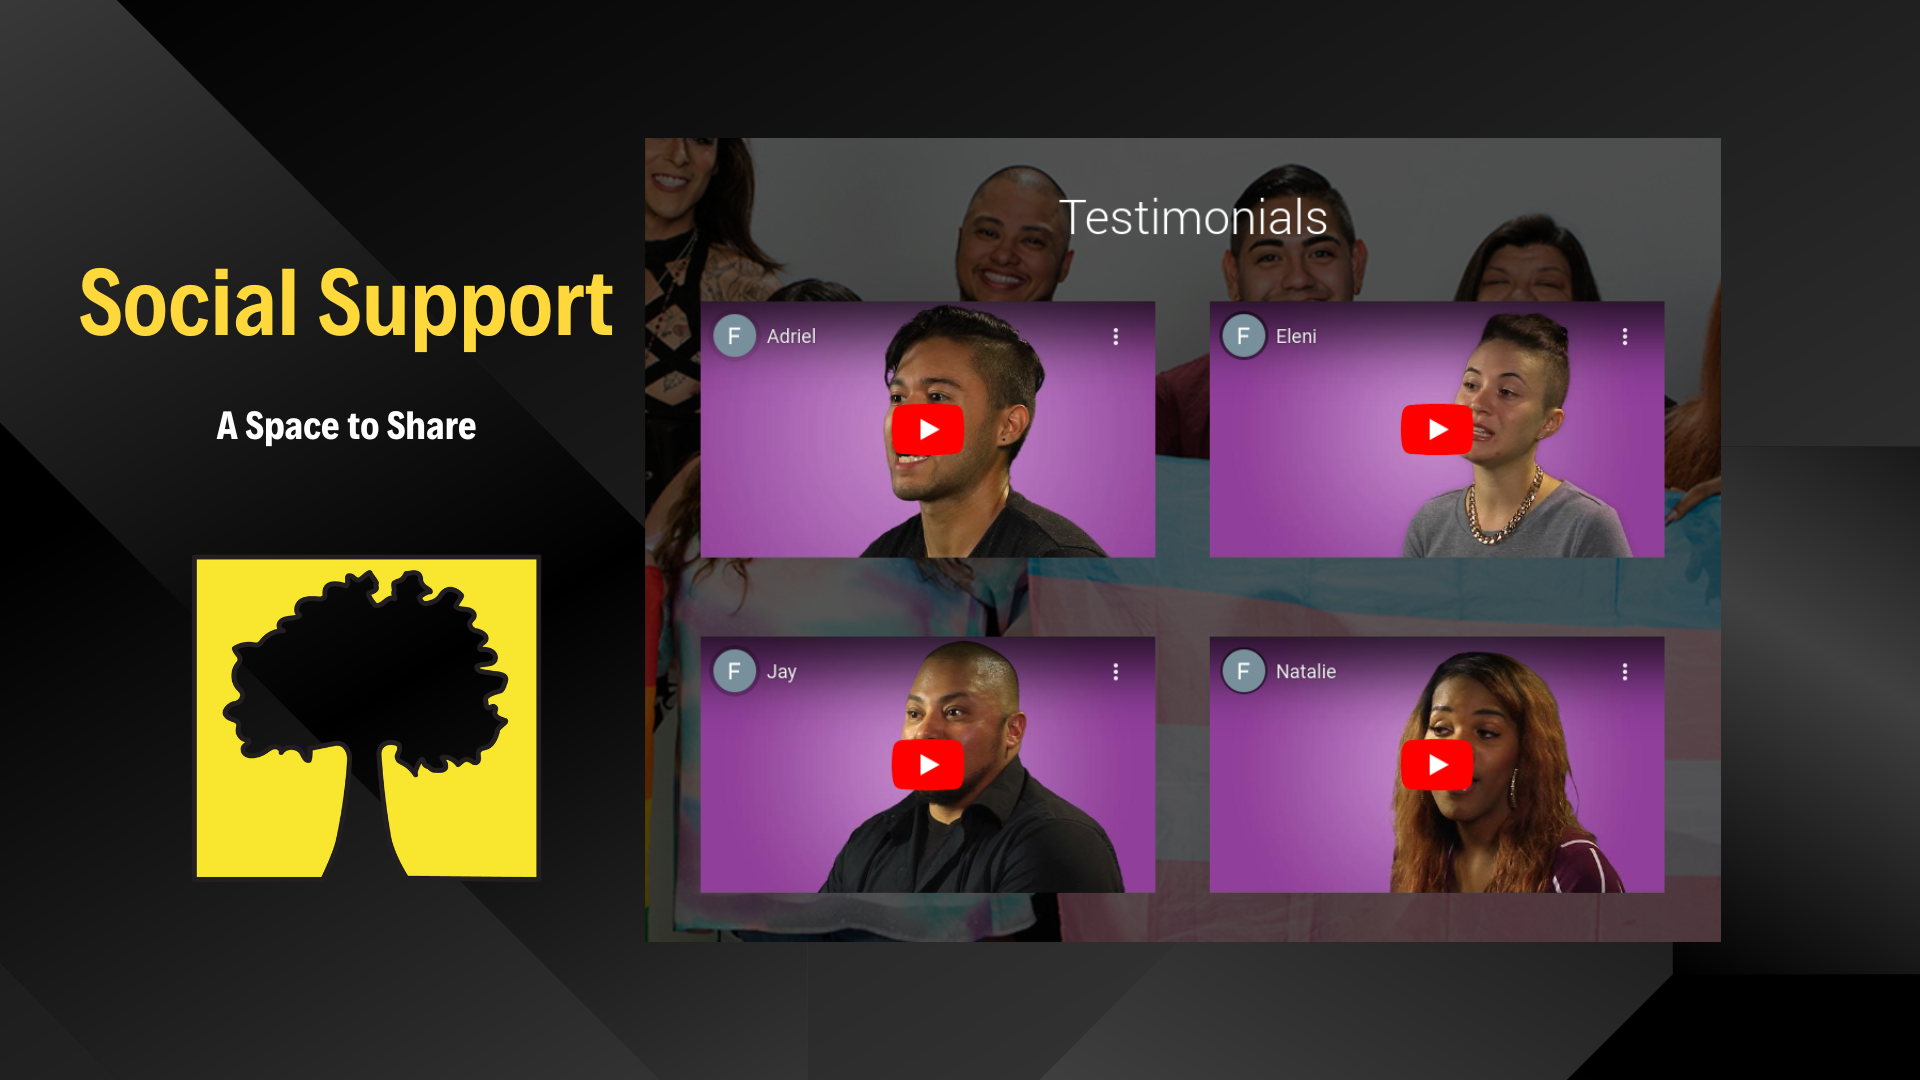 Social Support
A Space to Share
Testimonials
F Adriel
F Eleni
F Jay
F Natalie